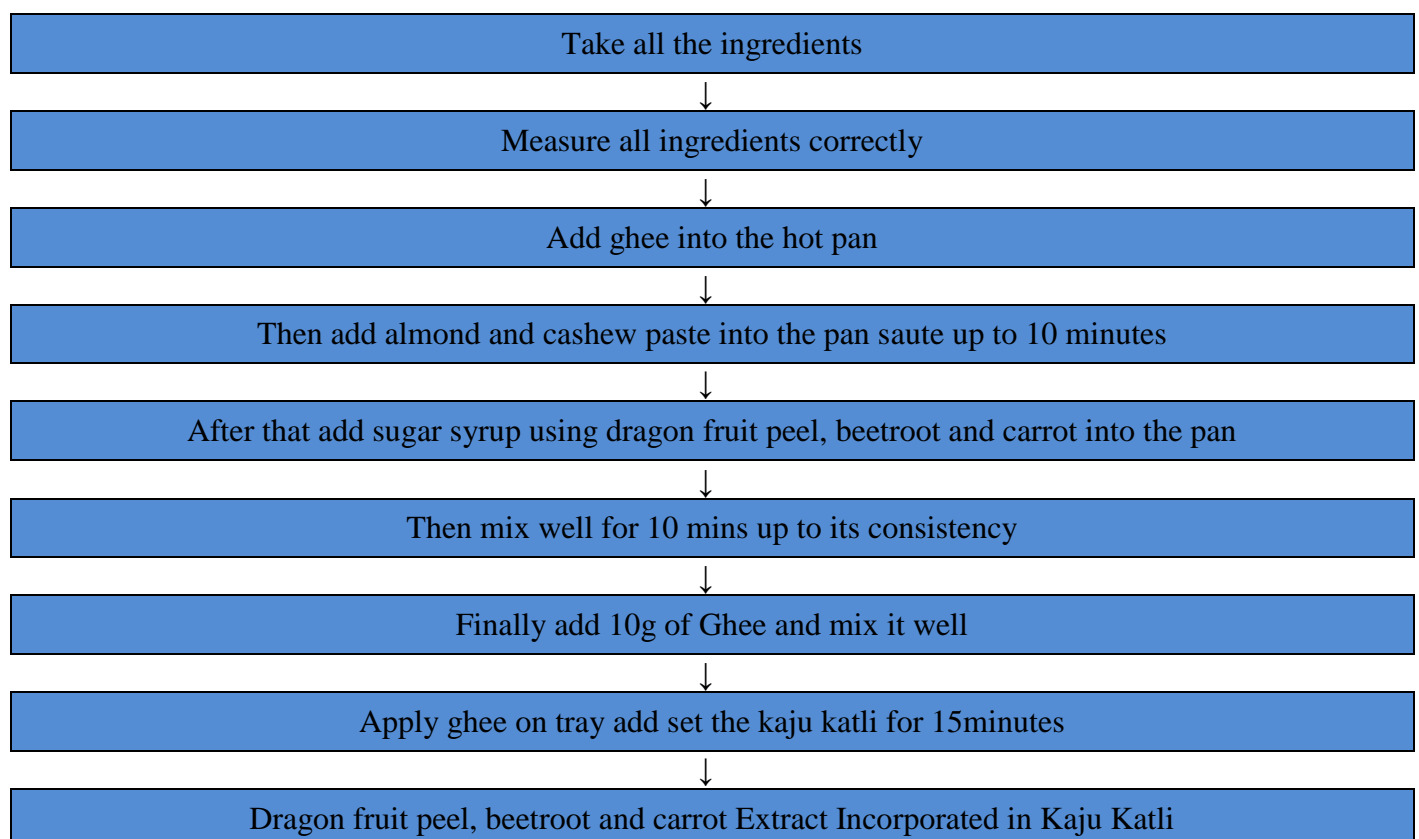 Take all the ingredients
↓
Measure all ingredients correctly
↓
Add ghee into the hot pan
↓
Then add almond and cashew paste into the pan saute up to 10 minutes
↓
After that add sugar syrup using dragon fruit peel, beetroot and carrot into the pan
↓
Then mix well for 10 mins up to its consistency
↓
Finally add 10g of Ghee and mix it well
↓
Apply ghee on tray add set the kaju katli for 15minutes
↓
Dragon fruit peel, beetroot and carrot Extract Incorporated in Kaju Katli